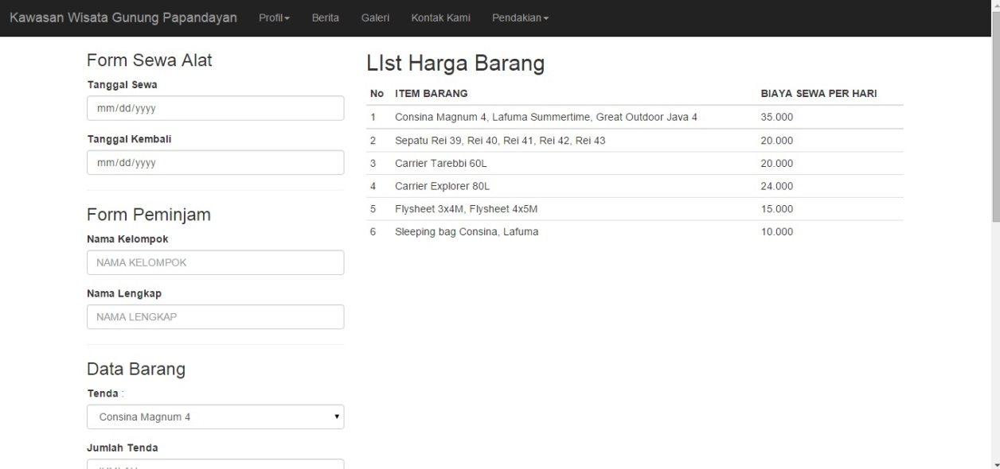 Kawasan Wisata Gunung Papandayan Profil Berita Galeri Kontak Kami Pendakian
Form Sewa Alat
Tanggal Sewa
mm/dd/yyyy
Tanggal Kembali
mm/dd/yyyy
Form Peminjam
Nama Kelompok
NAMA KELOMPOK
Nama Lengkap
NAMA LENGKAP
Data Barang
Tenda :
Consina Magnum 4
Jumlah Tenda
LIst Harga Barang
No ITEM BARANG BIAYA SEWA PER HARI
1 Consina Magnum 4, Lafuma Summertime, Great Outdoor Java 4 35.000
2 Sepatu Rei 39, Rei 40, Rei 41, Rei 42, Rei 43 20.000
3 Carrier Tarebbi 60L 20.000
4 Carrier Explorer 80L 24.000
5 Flysheet 3x4M, Flysheet 4x5M 15.000
6 Sleeping bag Consina, Lafuma 10.000